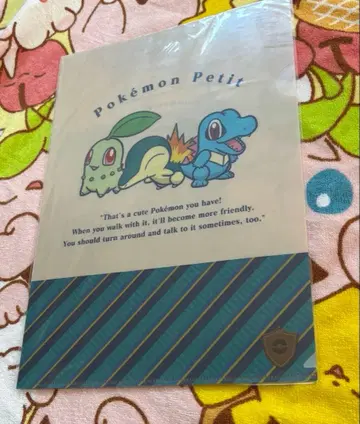 Pokémon Petit
"That's a cute Pokémon you have!
When you walk with it, it'll become more friendly.
You should turn around and talk to it sometimes, too."